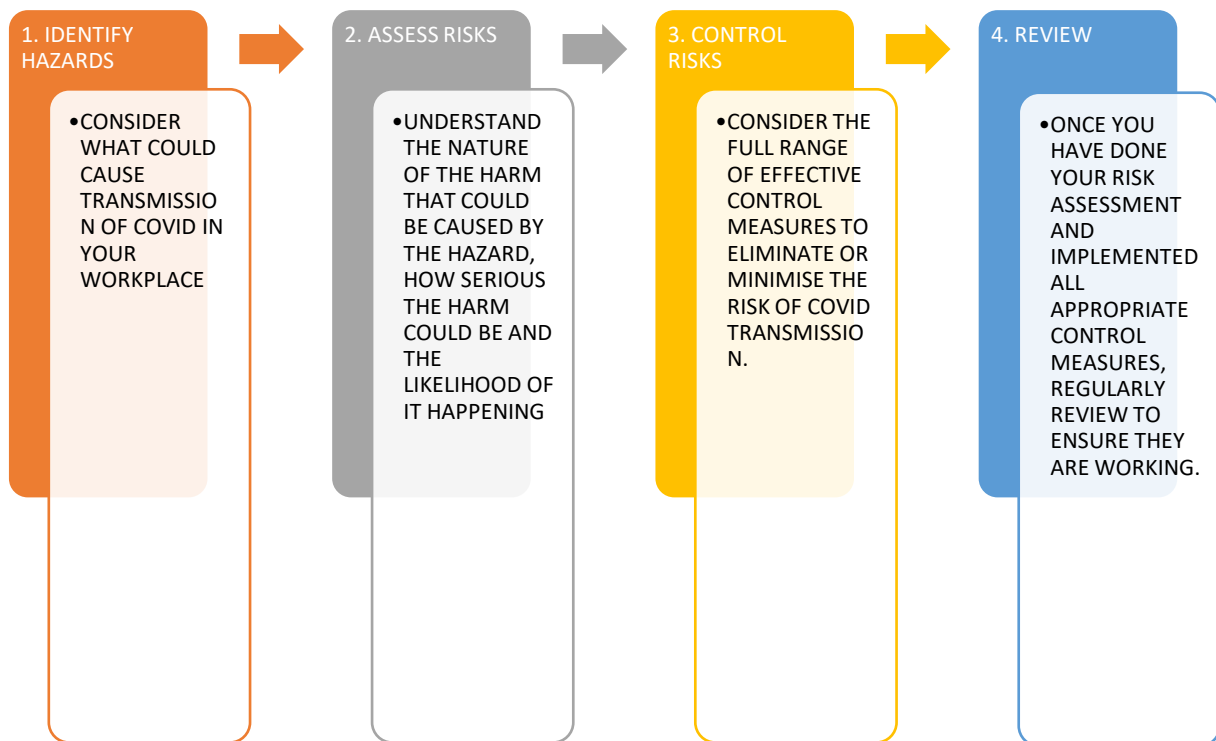 1. IDENTIFY
HAZARDS
•CONSIDER
WHAT COULD
CAUSE
TRANSMISSIO
N OF COVID IN
YOUR
WORKPLACE
2. ASSESS RISKS
•UNDERSTAND
THE NATURE
OF THE HARM
THAT COULD
BE CAUSED BY
THE HAZARD,
HOW SERIOUS
THE HARM
COULD BE AND
THE
LIKELIHOOD OF
IT HAPPENING
3. CONTROL
RISKS
•CONSIDER THE
FULL RANGE
OF EFFECTIVE
CONTROL
MEASURES TO
ELIMINATE OR
MINIMISE THE
RISK OF COVID
TRANSMISSIO
N.
4. REVIEW
•ONCE YOU
HAVE DONE
YOUR RISK
ASSESSMENT
AND
IMPLEMENTED
ALL
APPROPRIATE
CONTROL
MEASURES,
REGULARLY
REVIEW TO
ENSURE THEY
ARE WORKING.